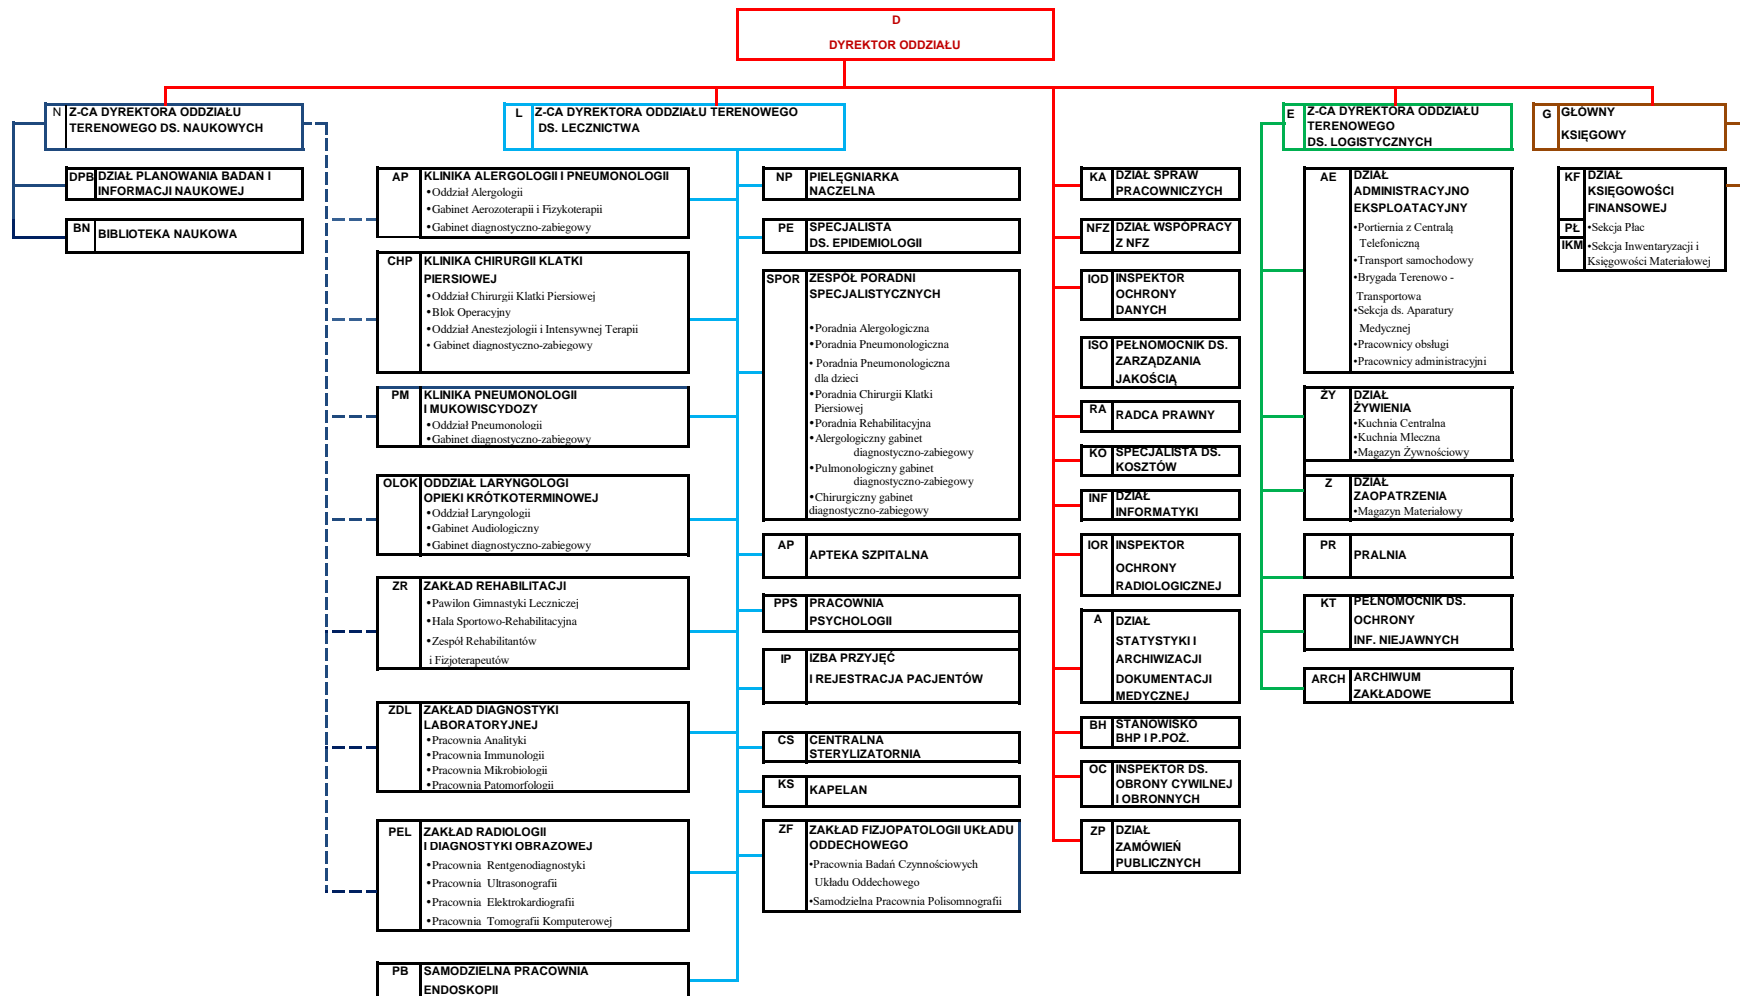 D
DYREKTOR ODDZIAŁU
N Z-CA DYREKTORA ODDZIAŁU
TERENOWEGO DS. NAUKOWYCH
DPB DZIAŁ PLANOWANIA BADAŃ I
INFORMACJI NAUKOWEJ
BN BIBLIOTEKA NAUKOWA
L Z-CA DYREKTORA ODDZIAŁU TERENOWEGO
DS. LECZNICTWA
AP KLINIKA ALERGOLOGII I PNEUMONOLOGII
•Oddział Alergologii
•Gabinet Aerozoterapii i Fizykoterapii
•Gabinet diagnostyczno-zabiegowy
CHP KLINIKA CHIRURGII KLATKI
PIERSIOWEJ
•Oddział Chirurgii Klatki Piersiowej
•Blok Operacyjny
•Oddział Anestezjologii i Intensywnej Terapii
• Gabinet diagnostyczno-zabiegowy
PM KLINIKA PNEUMONOLOGII
I MUKOWISCYDOZY
•Oddział Pneumonologii
•Gabinet diagnostyczno-zabiegowy
OLOK ODDZIAŁ LARYNGOLOGI
OPIEKI KRÓTKOTERMINOWEJ
•Oddział Laryngologii
•Gabinet Audiologiczny
•Gabinet diagnostyczno-zabiegowy
ZR ZAKŁAD REHABILITACJI
•Pawilon Gimnastyki Leczniczej
•Hala Sportowo-Rehabilitacyjna
•Zespół Rehabilitantów
i Fizjoterapeutów
ZDL ZAKŁAD DIAGNOSTYKI
LABORATORYJNEJ
•Pracownia Analityki
•Pracownia Immunologii
•Pracownia Mikrobiologii
•Pracownia Patomorfologii
PEL ZAKŁAD RADIOLOGII
I DIAGNOSTYKI OBRAZOWEJ
•Pracownia Rentgenodiagnostyki
•Pracownia Ultrasonografii
•Pracownia Elektrokardiografii
•Pracownia Tomografii Komputerowej
PB SAMODZIELNA PRACOWNIA
ENDOSKOPII
NP PIELĘGNIARKA
NACZELNA
PE SPECJALISTA
DS. EPIDEMIOLOGII
SPOR ZESPÓŁ PORADNI
SPECJALISTYCZNYCH
•Poradnia Alergologiczna
•Poradnia Pneumonologiczna
• Poradnia Pneumonologiczna
dla dzieci
•Poradnia Chirurgii Klatki
Piersiowej
•Poradnia Rehabilitacyjna
•Alergologiczny gabinet
diagnostyczno-zabiegowy
•Pulmonologiczny gabinet
diagnostyczno-zabiegowy
•Chirurgiczny gabinet
diagnostyczno-zabiegowy
AP APTEKA SZPITALNA
PPS PRACOWNIA
PSYCHOLOGII
IP IZBA PRZYJĘĆ
I REJESTRACJA PACJENTÓW
CS CENTRALNA
STERYLIZATORNIA
KS KAPELAN
ZF ZAKŁAD FIZJOPATOLOGII UKŁADU
ODDECHOWEGO
•Pracownia Badań Czynnościowych
Układu Oddechowego
•Samodzielna Pracownia Polisomnografii
KA DZIAŁ SPRAW
PRACOWNICZYCH
NFZ DZIAŁ WSPÓPRACY
Z NFZ
IOD INSPEKTOR
OCHRONY
DANYCH
ISO PEŁNOMOCNIK DS.
ZARZĄDZANIA
JAKOŚCIĄ
RA RADCA PRAWNY
KO SPECJALISTA DS.
KOSZTÓW
INF DZIAŁ
INFORMATYKI
IOR INSPEKTOR
OCHRONY
RADIOLOGICZNEJ
A DZIAŁ
STATYSTYKI I
ARCHIWIZACJI
DOKUMENTACJI
MEDYCZNEJ
BH STANOWISKO
BHP I P.POŻ.
OC INSPEKTOR DS.
OBRONY CYWILNEJ
I OBRONNYCH
ZP DZIAŁ
ZAMÓWIEŃ
PUBLICZNYCH
E Z-CA DYREKTORA ODDZIAŁU
TERENOWEGO
DS. LOGISTYCZNYCH
AE DZIAŁ
ADMINISTRACYJNO
EKSPLOATACYJNY
•Portiernia z Centralą
Telefoniczną
•Transport samochodowy
•Brygada Terenowo -
Transportowa
•Sekcja ds. Aparatury
Medycznej
•Pracownicy obsługi
•Pracownicy administracyjni
ŻY DZIAŁ
ŻYWIENIA
•Kuchnia Centralna
•Kuchnia Mleczna
•Magazyn Żywnościowy
Z DZIAŁ
ZAOPATRZENIA
•Magazyn Materiałowy
PR PRALNIA
KT PEŁNOMOCNIK DS.
OCHRONY
INF. NIEJAWNYCH
ARCH ARCHIWUM
ZAKŁADOWE
G GŁÓWNY
KSIĘGOWY
KF DZIAŁ
KSIĘGOWOŚCI
FINANSOWEJ
PŁ •Sekcja Płac
IKM •Sekcja Inwentaryzacji i
Księgowości Materiałowej